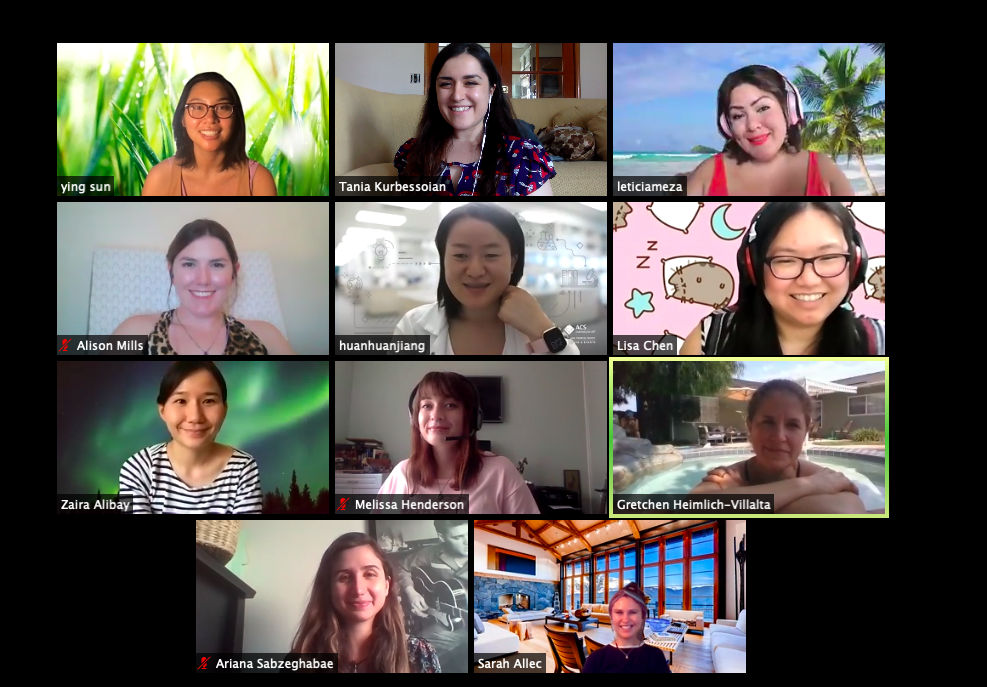 ying sun
Tania Kurbessoian
leticiameza
Alison Mills
huanhuanjiang
ACS
Lisa Chen
Z
Z
Z
Zaira Alibay
Melissa Henderson
Gretchen Heimlich-Villalta
Ariana Sabzeghabae
Sarah Allec